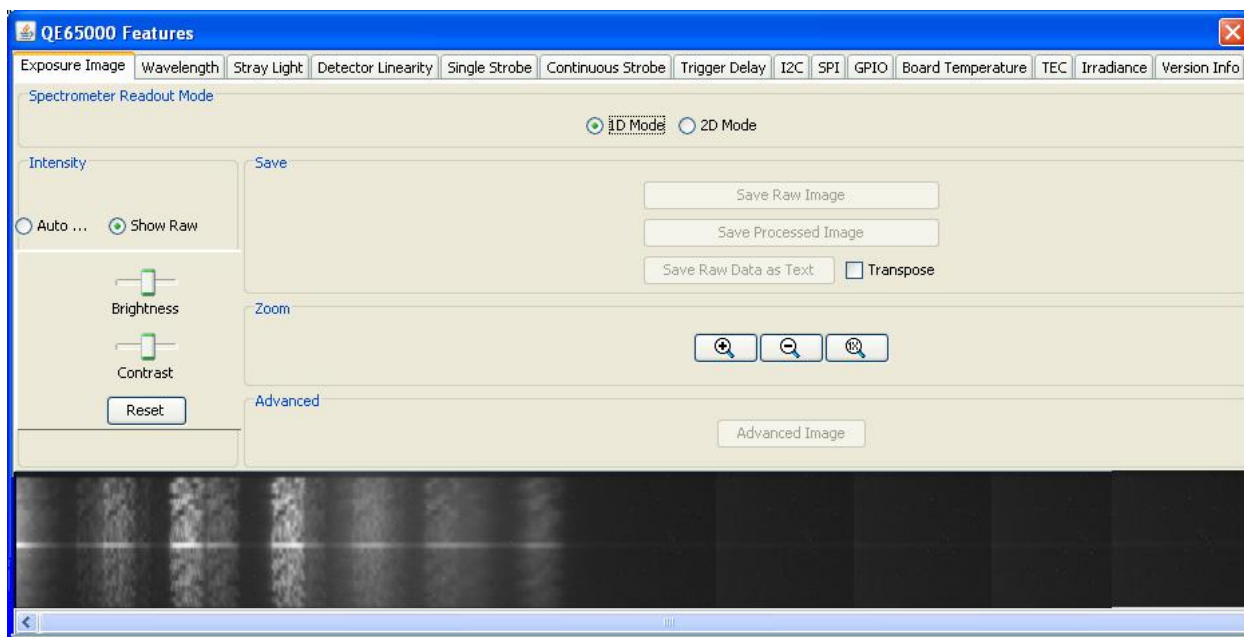 QE65000 Features
Exposure Image Wavelength Stray Light Detector Linearity Single Strobe Continuous Strobe Trigger Delay I2C SPI GPIO Board Temperature TEC Irradiance Version Info
Spectrometer Readout Mode
1D Mode 2D Mode
Intensity
Auto ... Show Raw
Brightness
Contrast
Reset
Save
Save Raw Image
Save Processed Image
Save Raw Data as Text Transpose
Zoom
1X
Advanced
Advanced Image